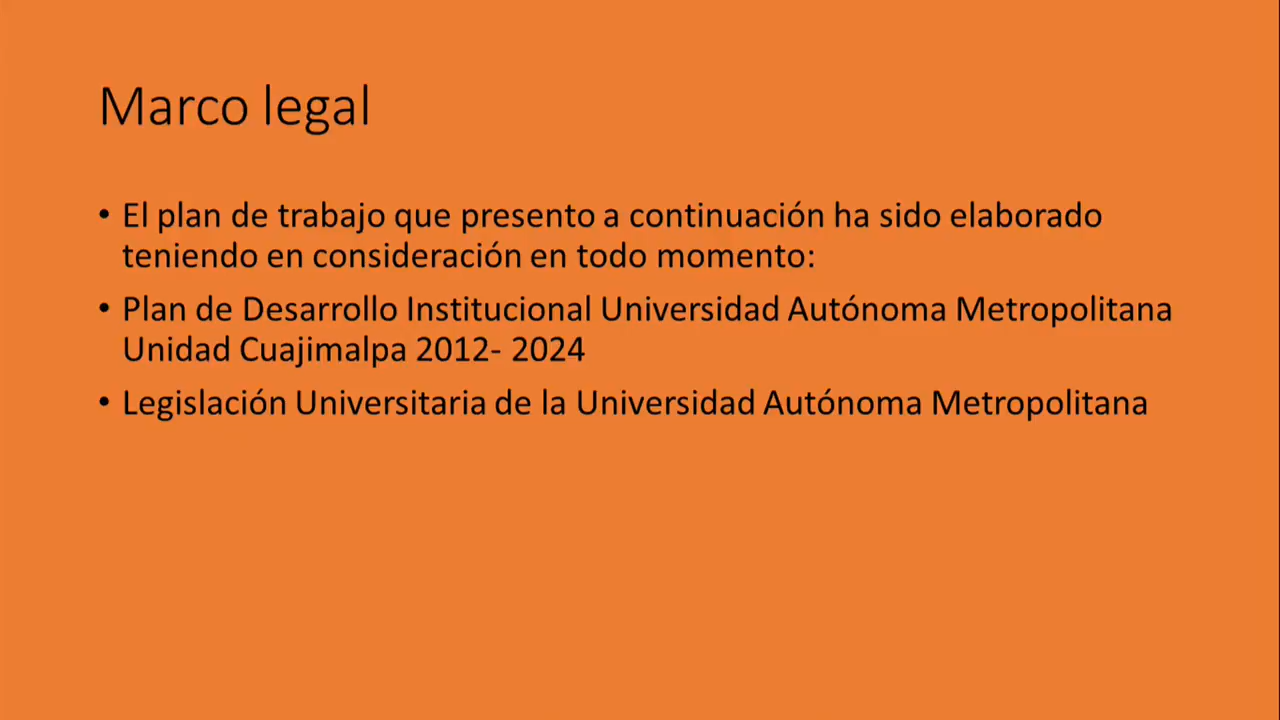 Marco legal
• El plan de trabajo que presento a continuación ha sido elaborado
teniendo en consideración en todo momento:
• Plan de Desarrollo Institucional Universidad Autónoma Metropolitana
Unidad Cuajimalpa 2012- 2024
• Legislación Universitaria de la Universidad Autónoma Metropolitana